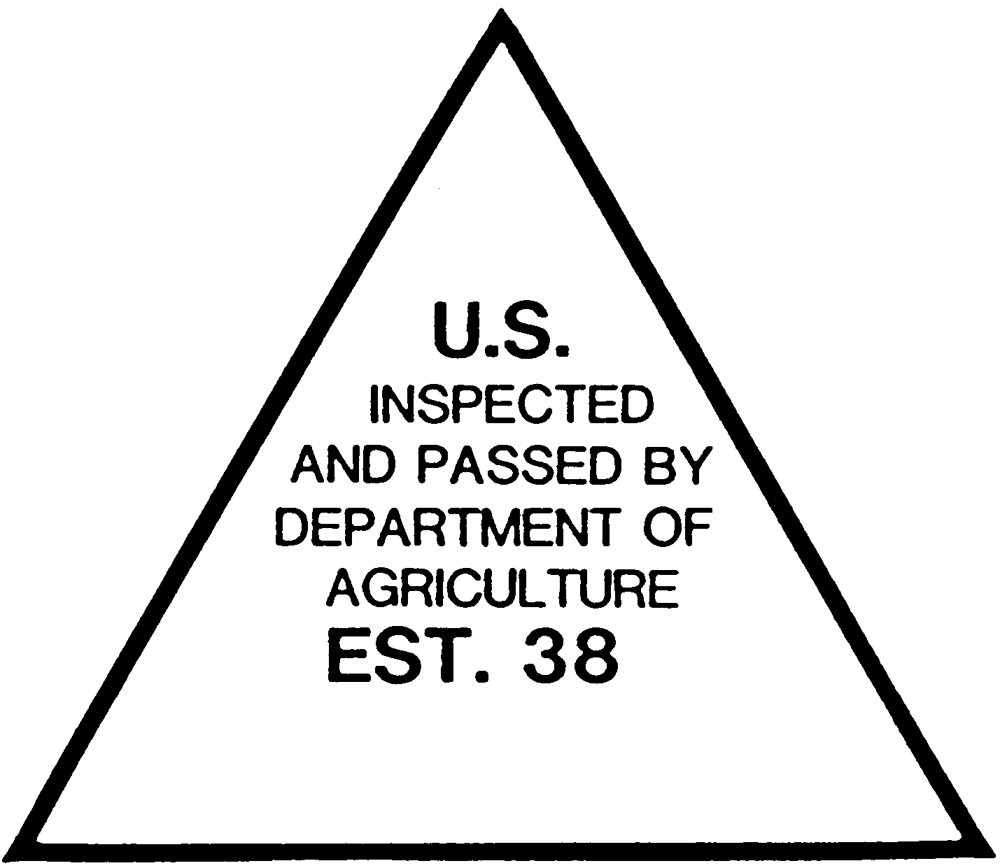 U.S.
INSPECTED
AND PASSED BY
DEPARTMENT OF
AGRICULTURE
EST. 38